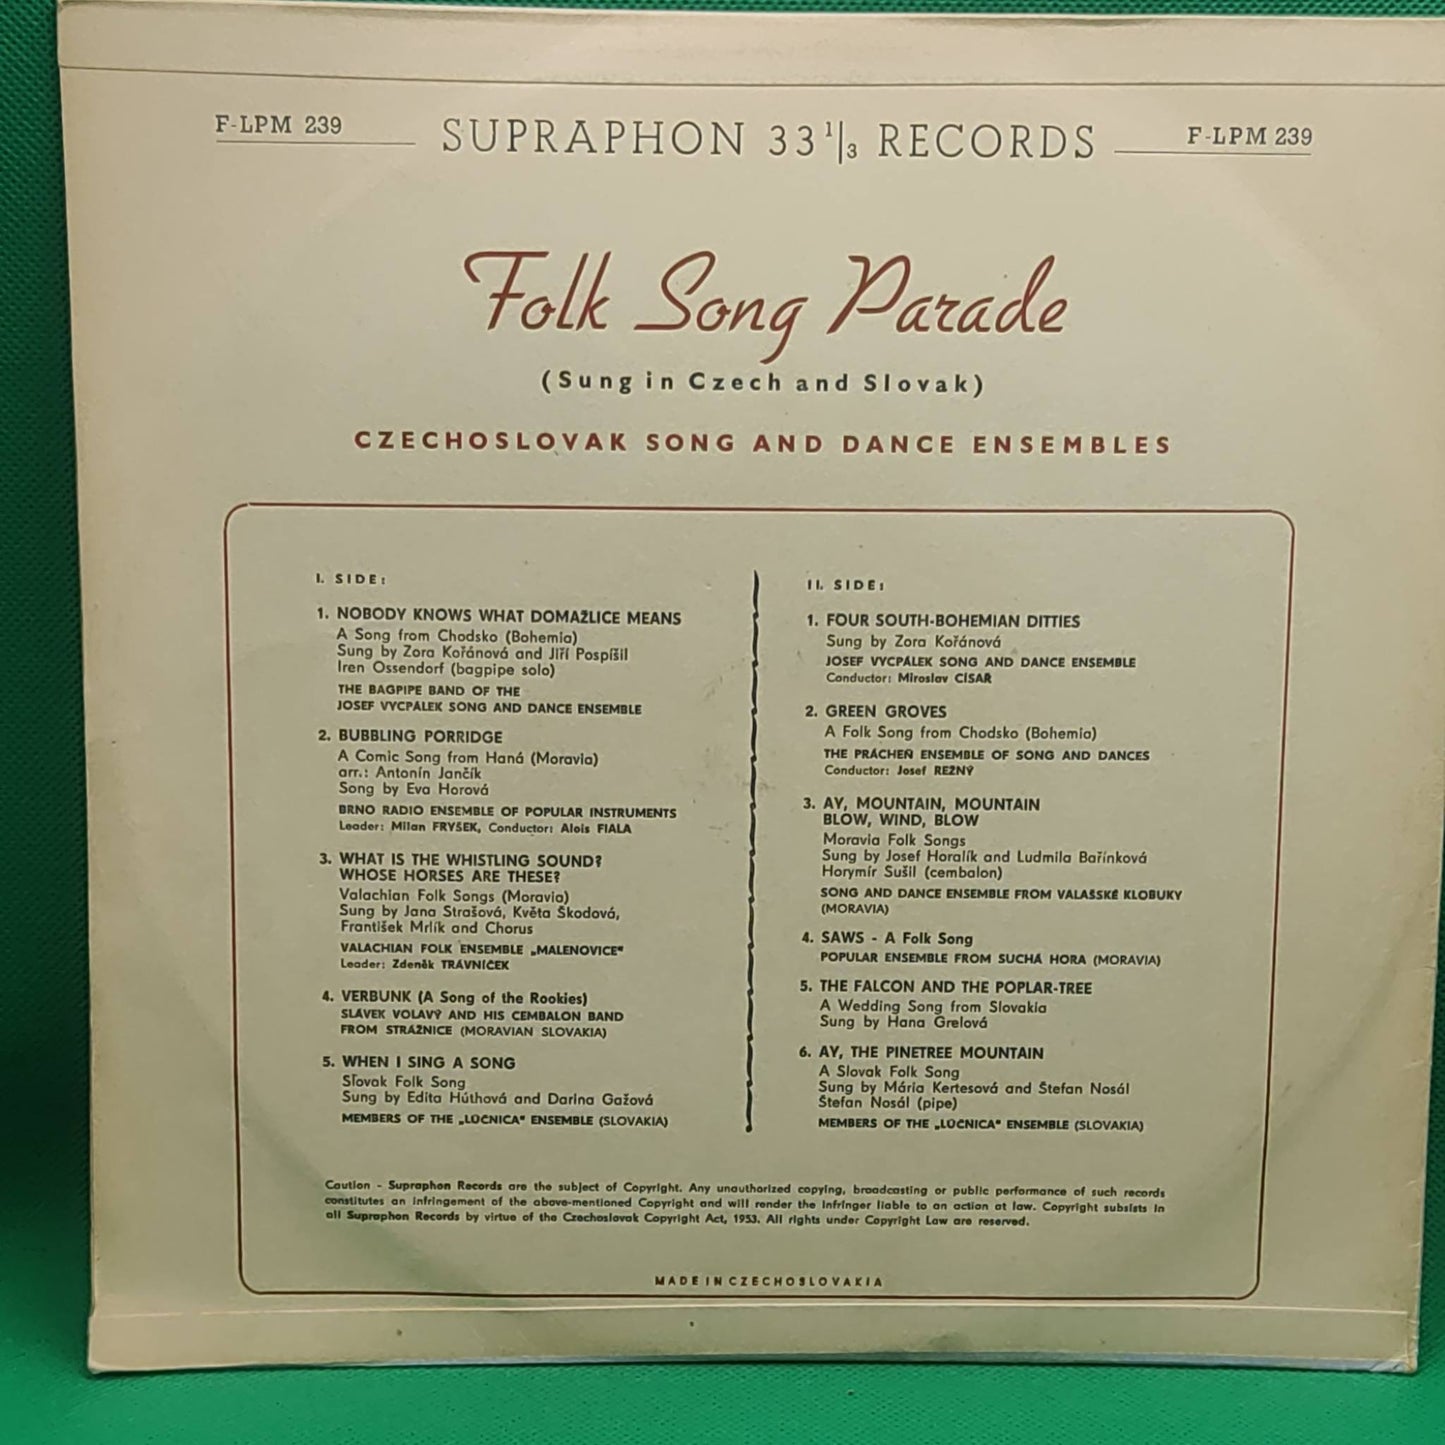 F-LPM 239 SUPRAPHON 33 1/3 RECORDS F-LPM 239
Folk Song Parade
(Sung in Czech and Slovak)
CZECHOSLOVAK SONG AND DANCE ENSEMBLES
I. SIDE:
1. NOBODY KNOWS WHAT DOMAŽLICE MEANS
A Song from Chodsko (Bohemia)
Sung by Zora Kořánová and Jiří Pospíšil
Iren Ossendorf (bagpipe solo)
THE BAGPIPE BAND OF THE
JOSEF VYCPÁLEK SONG AND DANCE ENSEMBLE
2. BUBBLING PORRIDGE
A Comic Song from Haná (Moravia)
arr.: Antonín Jančík
Song by Eva Horová
BRNO RADIO ENSEMBLE OF POPULAR INSTRUMENTS
Leader: Milan FRYŠEK, Conductor: Alois FIALA
3. WHAT IS THE WHISTLING SOUND?
WHOSE HORSES ARE THESE?
Valachian Folk Songs (Moravia)
Sung by Jana Strašová, Květa Škodová,
František Mrlík and Chorus
VALACHIAN FOLK ENSEMBLE „MALENOVICE"
Leader: Zdeněk TRÁVNÍČEK
4. VERBUNK (A Song of the Rookies)
SLÁVEK VOLAVÝ AND HIS CEMBALON BAND
FROM STRÁŽNICE (MORAVIAN SLOVAKIA)
5. WHEN I SING A SONG
Slovak Folk Song
Sung by Edita Húthová and Darina Gažová
MEMBERS OF THE „LÚČNICA" ENSEMBLE (SLOVAKIA)
II. SIDE:
1. FOUR SOUTH-BOHEMIAN DITTIES
Sung by Zora Kořánová
JOSEF VYCPÁLEK SONG AND DANCE ENSEMBLE
Conductor: Miroslav CÍSAŘ
2. GREEN GROVES
A Folk Song from Chodsko (Bohemia)
THE PRÁCHEŇ ENSEMBLE OF SONG AND DANCES
Conductor: Josef REŽNÝ
3. AY, MOUNTAIN, MOUNTAIN
BLOW, WIND, BLOW
Moravia Folk Songs
Sung by Josef Horalík and Ludmila Bařinková
Horymír Sušil (cembalon)
SONG AND DANCE ENSEMBLE FROM VALAŠSKÉ KLOBUKY
(MORAVIA)
4. SAWS - A Folk Song
POPULAR ENSEMBLE FROM SUCHÁ HORA (MORAVIA)
5. THE FALCON AND THE POPLAR-TREE
A Wedding Song from Slovakia
Sung by Hana Grelová
6. AY, THE PINETREE MOUNTAIN
A Slovak Folk Song
Sung by Mária Kertesová and Štefan Nosál
Štefan Nosál (pipe)
MEMBERS OF THE „LÚČNICA" ENSEMBLE (SLOVAKIA)
Caution - Supraphon Records are the subject of Copyright. Any unauthorized copying, broadcasting or public performance of such records
constitutes an infringement of the above-mentioned Copyright and will render the infringer liable to an action at law. Copyright subsists in
all Supraphon Records by virtue of the Czechoslovak Copyright Act, 1953. All rights under Copyright Law are reserved.
MADE IN CZECHOSLOVAKIA